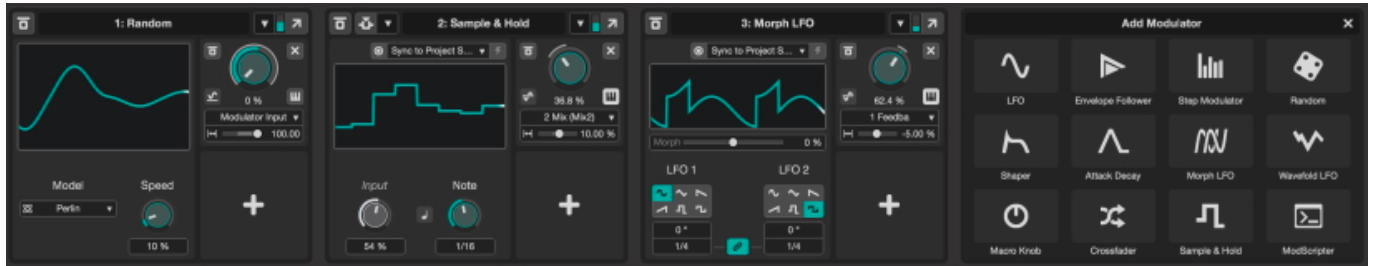 1: Random
2: Sample & Hold
3: Morph LFO
Add Modulator
Sync to Project S...
Sync to Project S...
0 %
36.8 %
62.4 %
Modulator Input
2 Mix (Mix2)
1 Feedba
100.00
10.00 %
-5.00 %
Morph
0 %
LFO
Envelope Follower
Step Modulator
Random
Model
Speed
Input
Note
LFO 1
LFO 2
Shaper
Attack Decay
Morph LFO
Wavefold LFO
Perlin
10 %
54 %
1/16
0 °
0 °
1/4
1/4
Macro Knob
Crossfader
Sample & Hold
ModScripter